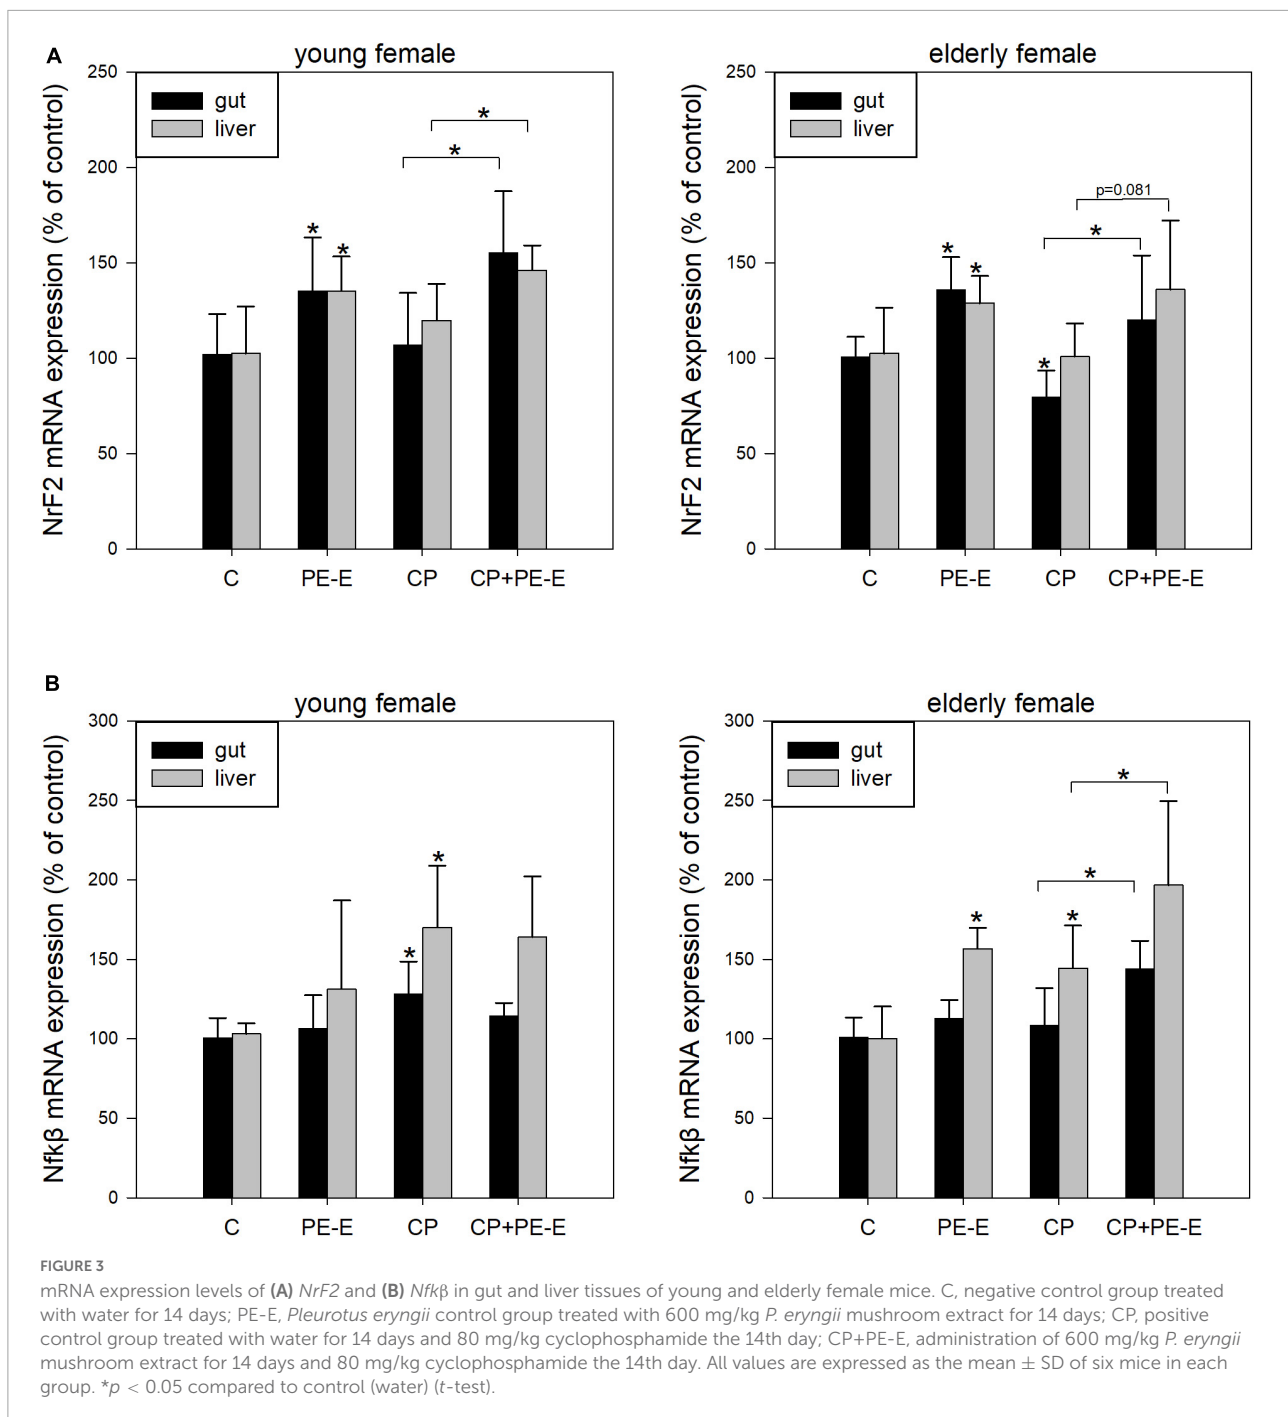 A
young female
elderly female
NrF2 mRNA expression (% of control)
250
200
150
100
50
0
gut
liver
*
*
*
*
C
PE-E
CP
CP+PE-E
NrF2 mRNA expression (% of control)
250
200
150
100
50
0
gut
liver
p=0.081
*
*
*
*
C
PE-E
CP
CP+PE-E
B
young female
elderly female
Nfkβ mRNA expression (% of control)
300
250
200
150
100
50
0
gut
liver
*
*
C
PE-E
CP
CP+PE-E
Nfkβ mRNA expression (% of control)
300
250
200
150
100
50
0
gut
liver
*
*
*
*
C
PE-E
CP
CP+PE-E
FIGURE 3
mRNA expression levels of (A) NrF2 and (B) Nfkβ in gut and liver tissues of young and elderly female mice. C, negative control group treated
with water for 14 days; PE-E, Pleurotus eryngii control group treated with 600 mg/kg P. eryngii mushroom extract for 14 days; CP, positive
control group treated with water for 14 days and 80 mg/kg cyclophosphamide the 14th day; CP+PE-E, administration of 600 mg/kg P. eryngii
mushroom extract for 14 days and 80 mg/kg cyclophosphamide the 14th day. All values are expressed as the mean ± SD of six mice in each
group. *p < 0.05 compared to control (water) (t-test).